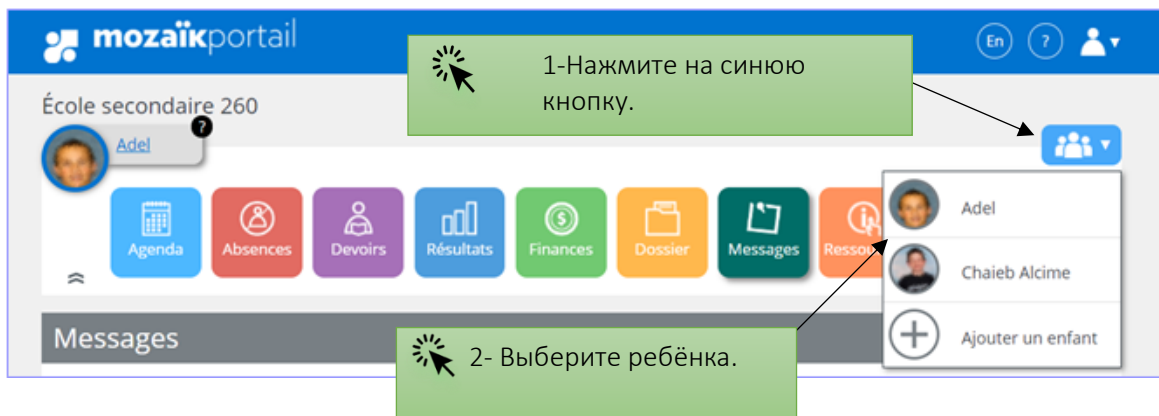 mozaïkportail
1-Нажмите на синюю
кнопку.
En ?
École secondaire 260
Adel ?
Agenda Absences Devoirs Résultats Finances Dossier Messages
Adel
Chaieb Alcime
Ajouter un enfant
Messages
2- Выберите ребёнка.